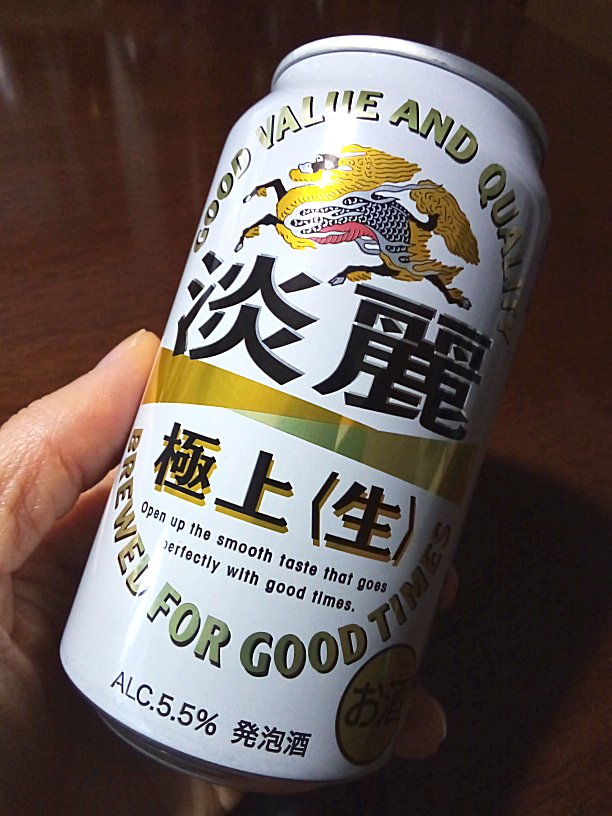 GOOD VALUE AND QUALITY
淡麗
極上〈生〉
Open up the smooth taste that goes
perfectly with good times.
BREWED FOR GOOD TIMES
ALC.5.5% 発泡酒
お酒